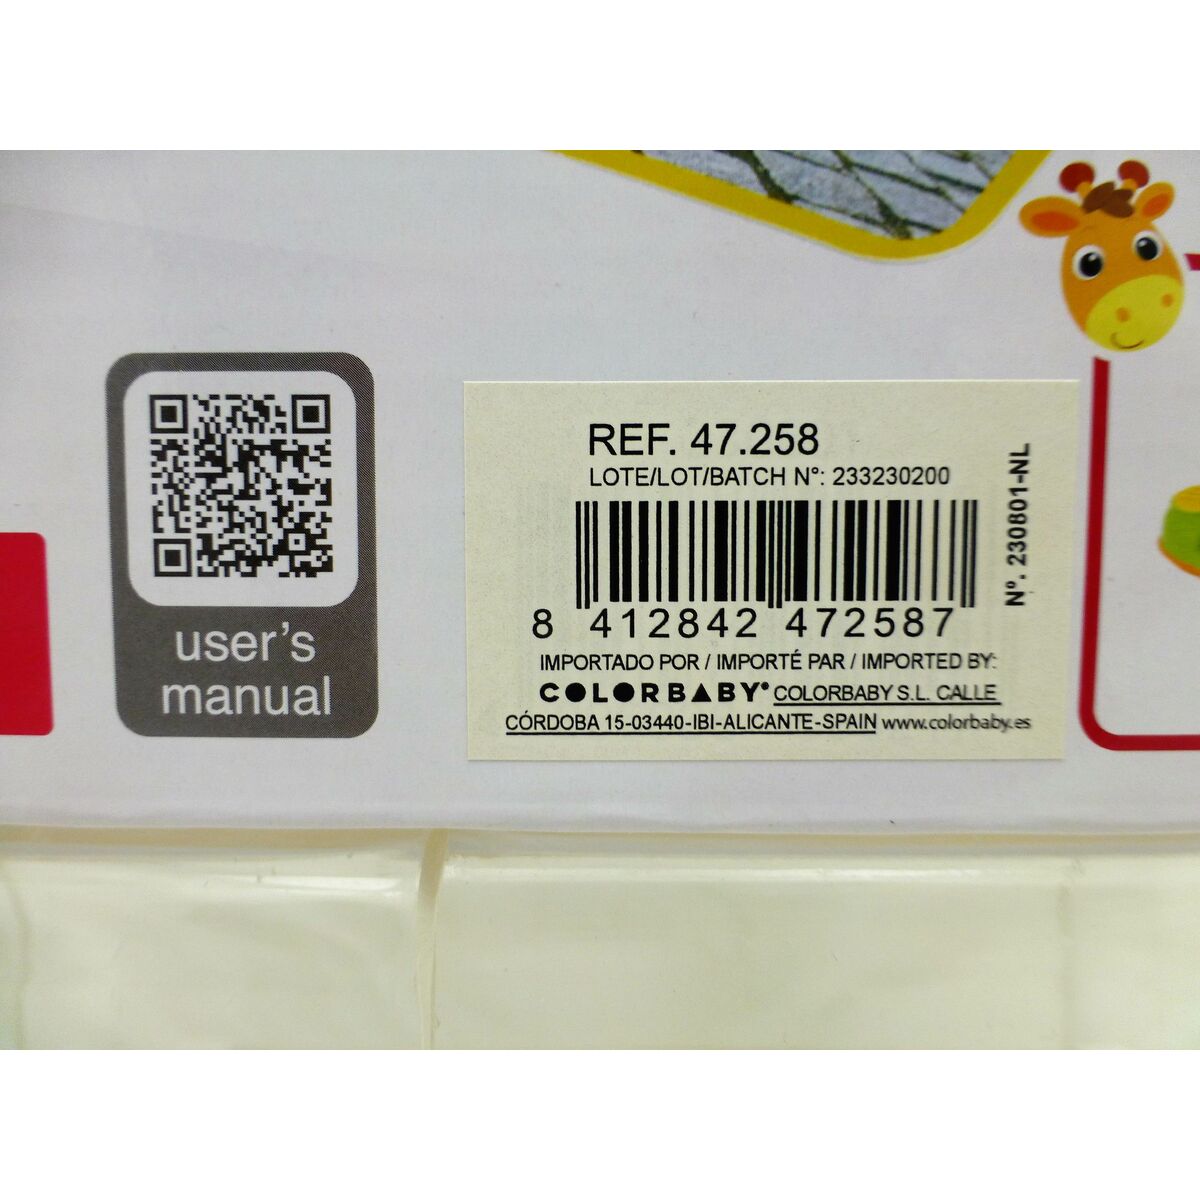 user's
manual
REF. 47.258
LOTE/LOT/BATCH N°: 233230200
8 412842 472587
Nº. 230801-NL
IMPORTADO POR / IMPORTÉ PAR / IMPORTED BY:
COLORBABY® COLORBABY S.L. CALLE
CÓRDOBA 15-03440-IBI-ALICANTE-SPAIN www.colorbaby.es